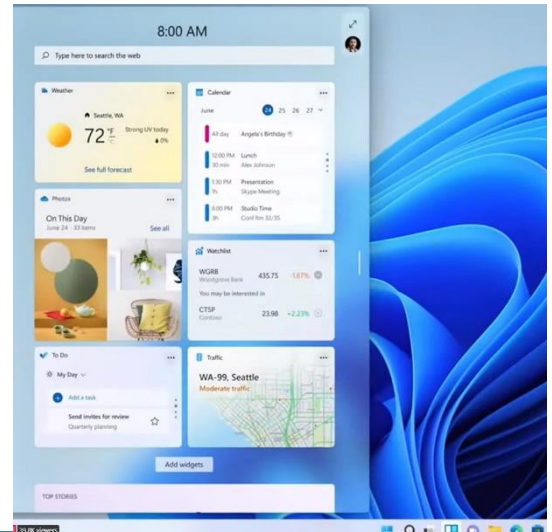 8:00 AM
Type here to search the web
Weather
Seattle, WA
72 °F
°C
Strong UV today
0%
See full forecast
Calendar
June
24 25 26 27
All day
Angela's Birthday
12:00 PM
30 min
Lunch
Alex Johnson
1:30 PM
1h
Presentation
Skype Meeting
6:00 PM
3h
Studio Time
Conf Rm 32/35
Photos
On This Day
June 24 · 33 items
See all
Watchlist
WGRB
Woodgrove Bank
435.75
-1.67%
You may be interested in
CTSP
Contoso
23.98
+2.23%
To Do
My Day
Add a task
Send invites for review
Quarterly planning
Traffic
WA-99, Seattle
Moderate traffic
Add widgets
TOP STORIES
39.8K viewers